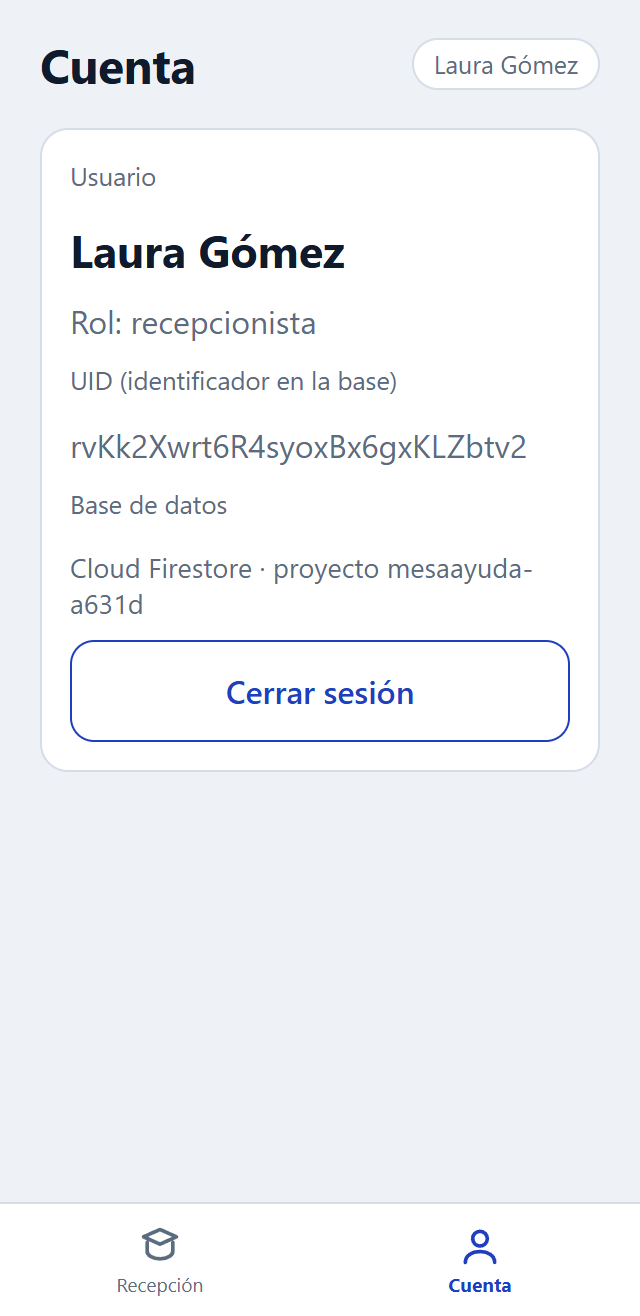 Cuenta
Laura Gómez
Usuario
Laura Gómez
Rol: recepcionista
UID (identificador en la base)
rvKk2Xwrt6R4syoxBx6gxKLZbtv2
Base de datos
Cloud Firestore · proyecto mesaayuda-
a631d
Cerrar sesión
Recepción
Cuenta